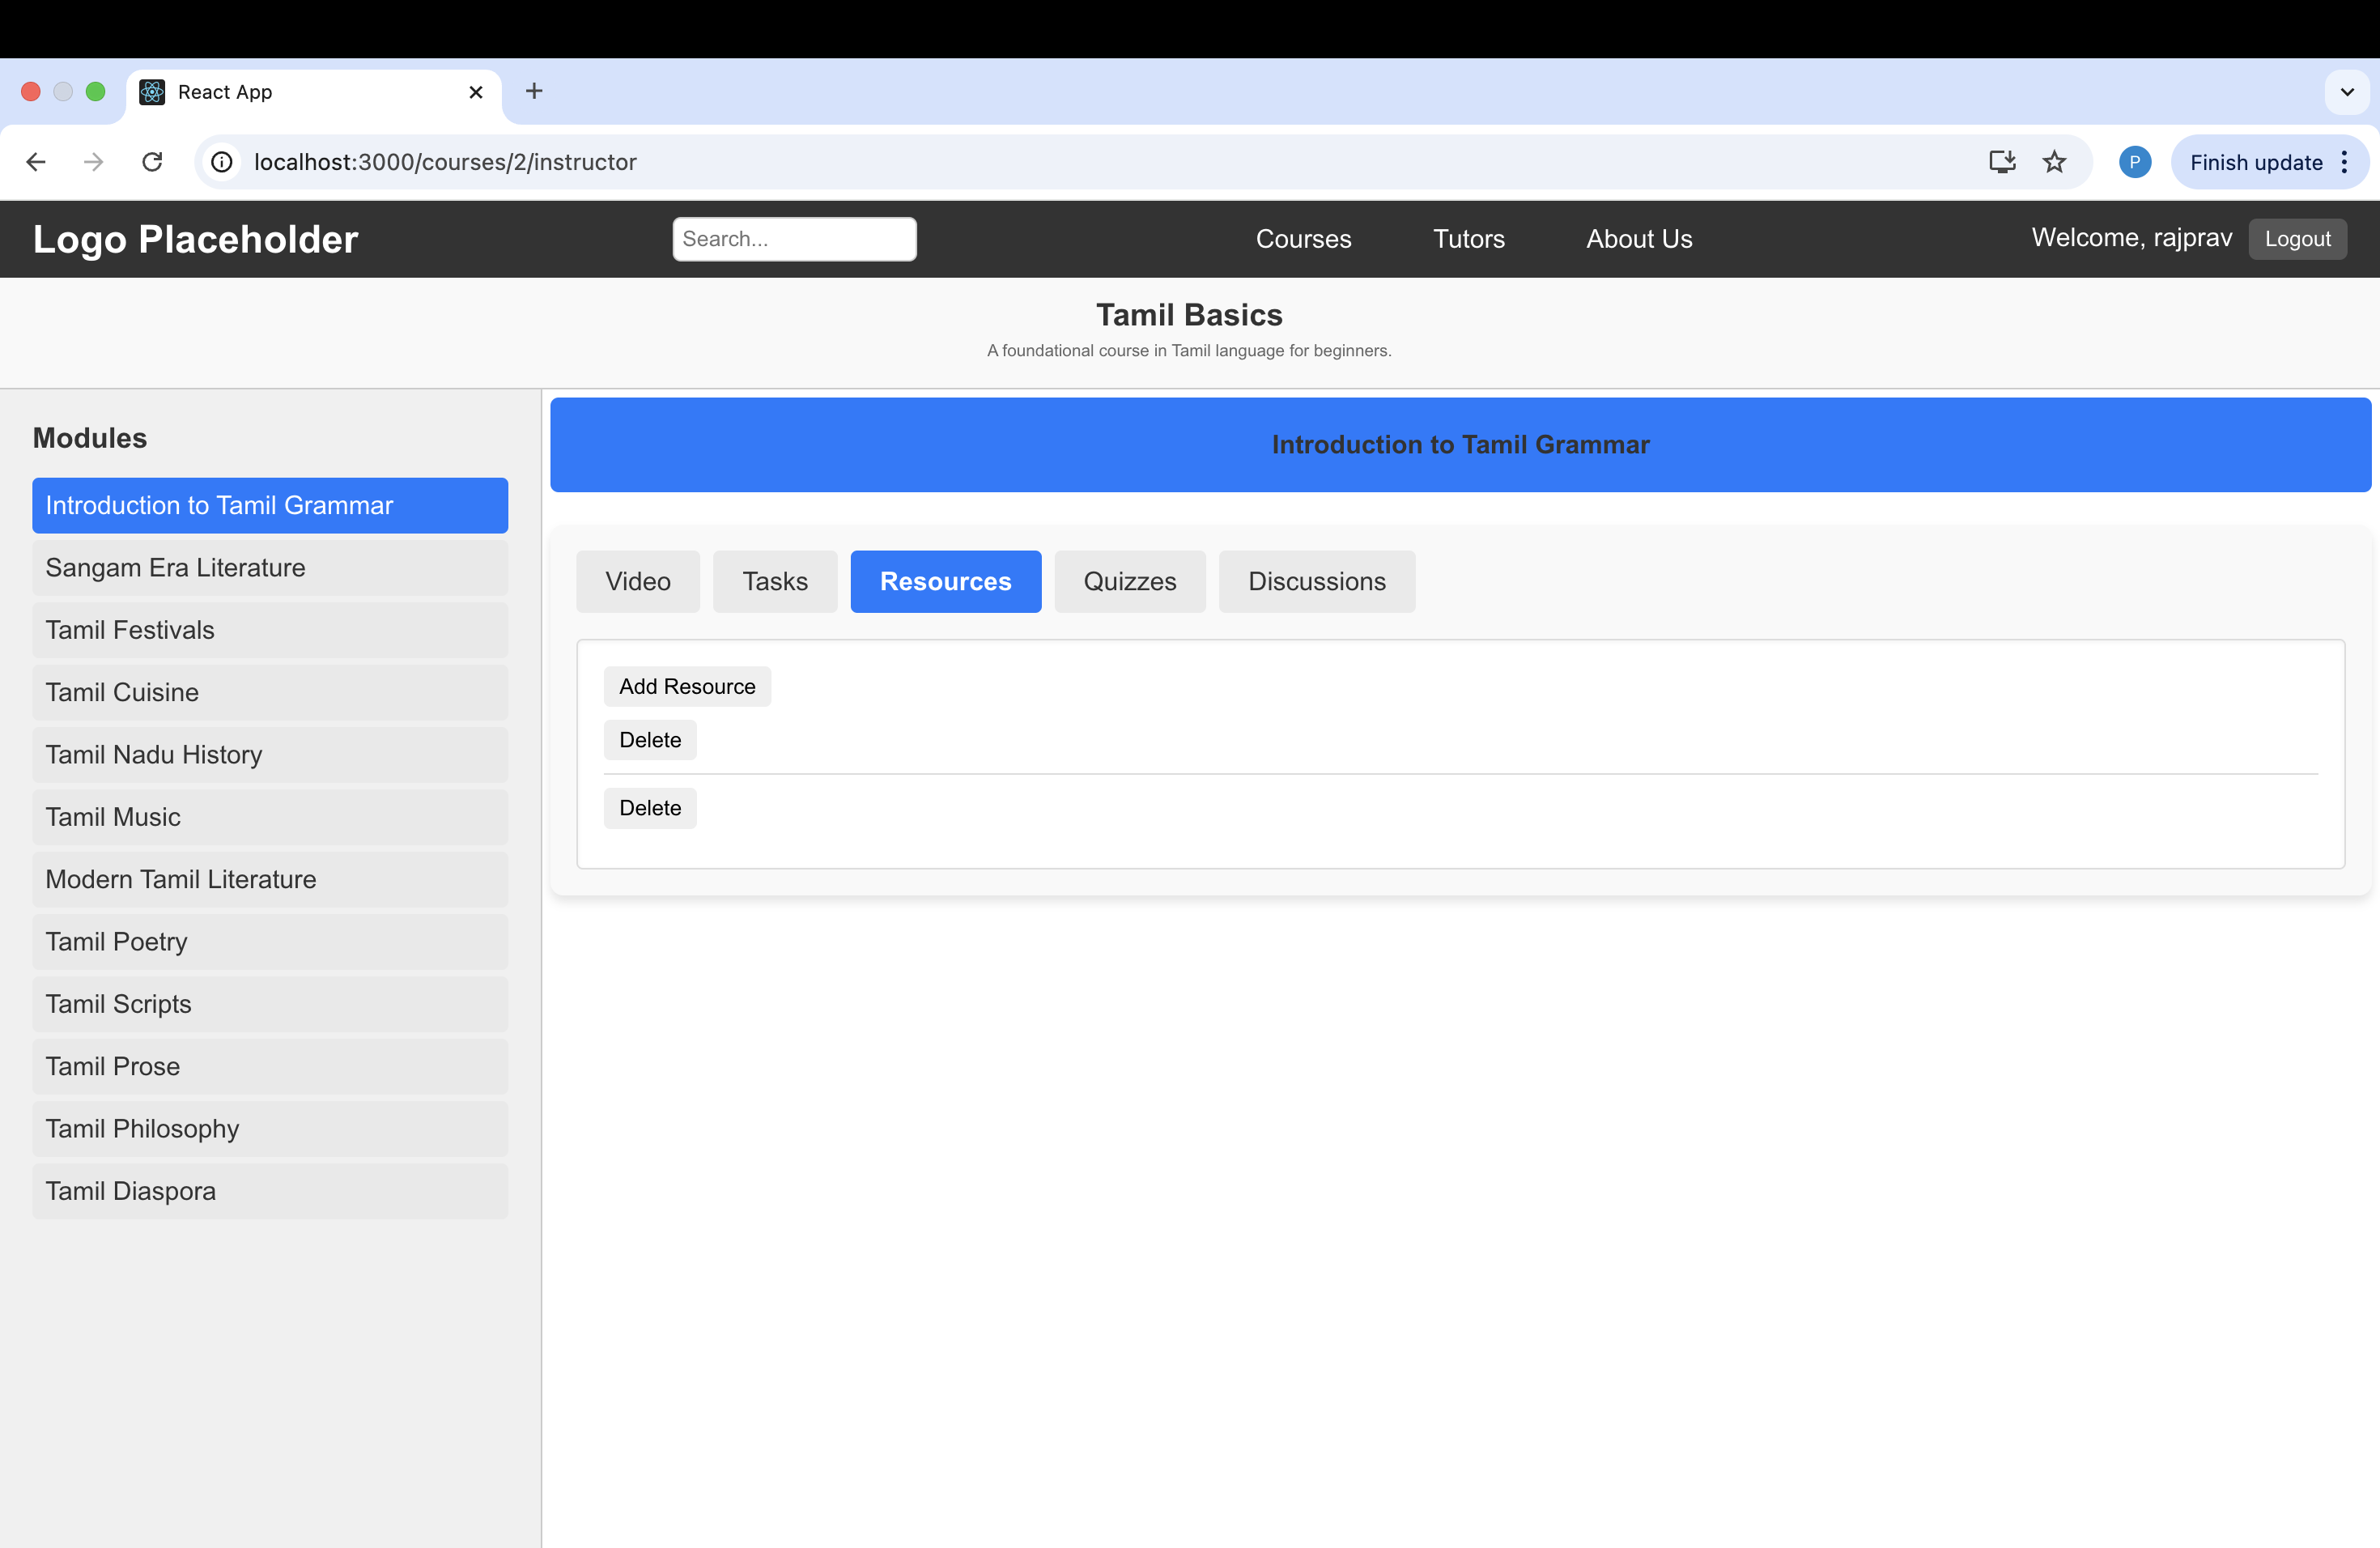 React App
localhost:3000/courses/2/instructor
P
Finish update
Logo Placeholder
Search...
Courses
Tutors
About Us
Welcome, rajprav
Logout
Tamil Basics
A foundational course in Tamil language for beginners.
Modules
Introduction to Tamil Grammar
Sangam Era Literature
Tamil Festivals
Tamil Cuisine
Tamil Nadu History
Tamil Music
Modern Tamil Literature
Tamil Poetry
Tamil Scripts
Tamil Prose
Tamil Philosophy
Tamil Diaspora
Introduction to Tamil Grammar
Video
Tasks
Resources
Quizzes
Discussions
Add Resource
Delete
Delete